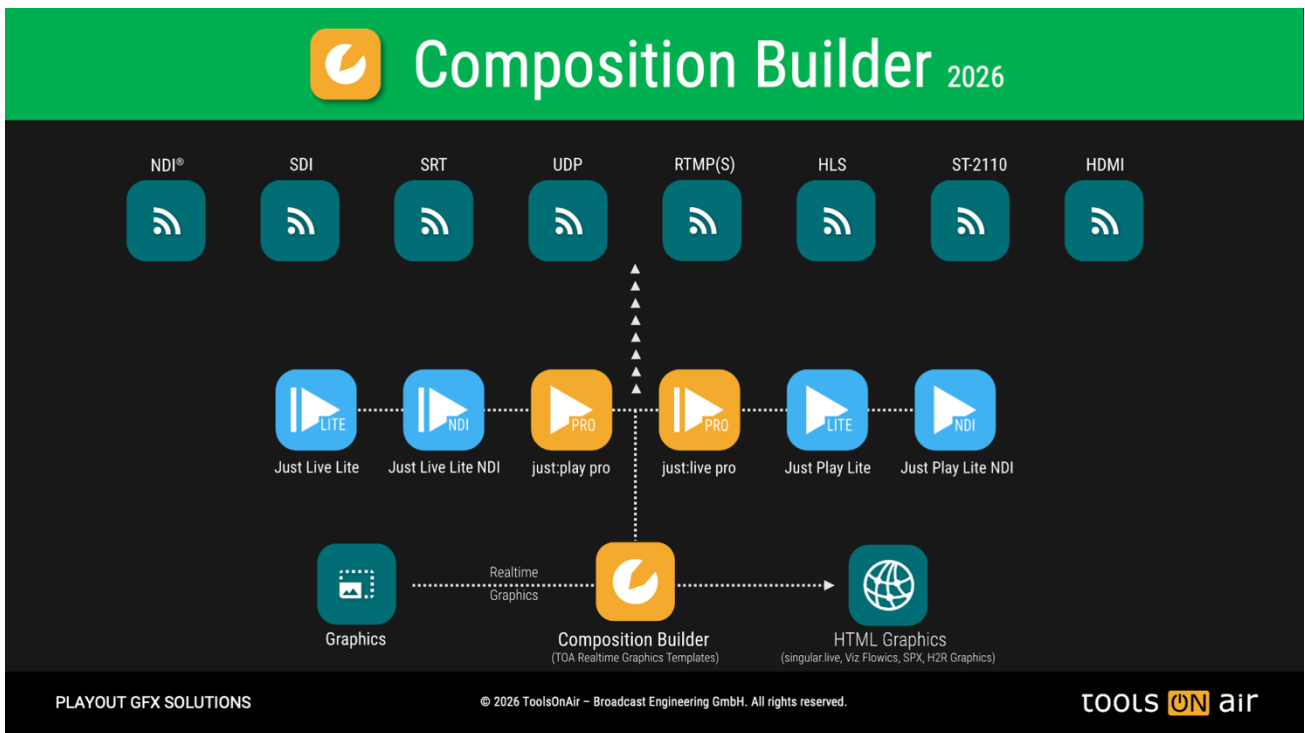 Composition Builder 2026
NDI®
SDI
SRT
UDP
RTMP(S)
HLS
ST-2110
HDMI
LITE
NDI
PRO
PRO
LITE
NDI
Just Live Lite
Just Live Lite NDI
just:play pro
just:live pro
Just Play Lite
Just Play Lite NDI
Realtime
Graphics
Graphics
Composition Builder
(TOA Realtime Graphics Templates)
HTML Graphics
(singular.live, Viz Flowics, SPX, H2R Graphics)
PLAYOUT GFX SOLUTIONS
© 2026 ToolsOnAir – Broadcast Engineering GmbH. All rights reserved.
tools ON air